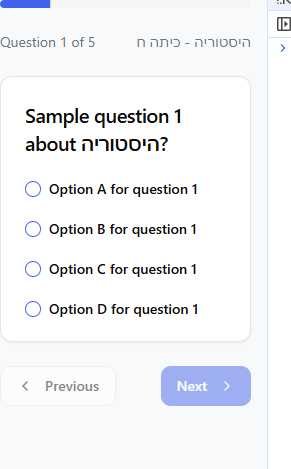 Question 1 of 5
היסטוריה - כיתה ח
Sample question 1
about היסטוריה?
Option A for question 1
Option B for question 1
Option C for question 1
Option D for question 1
Previous
Next